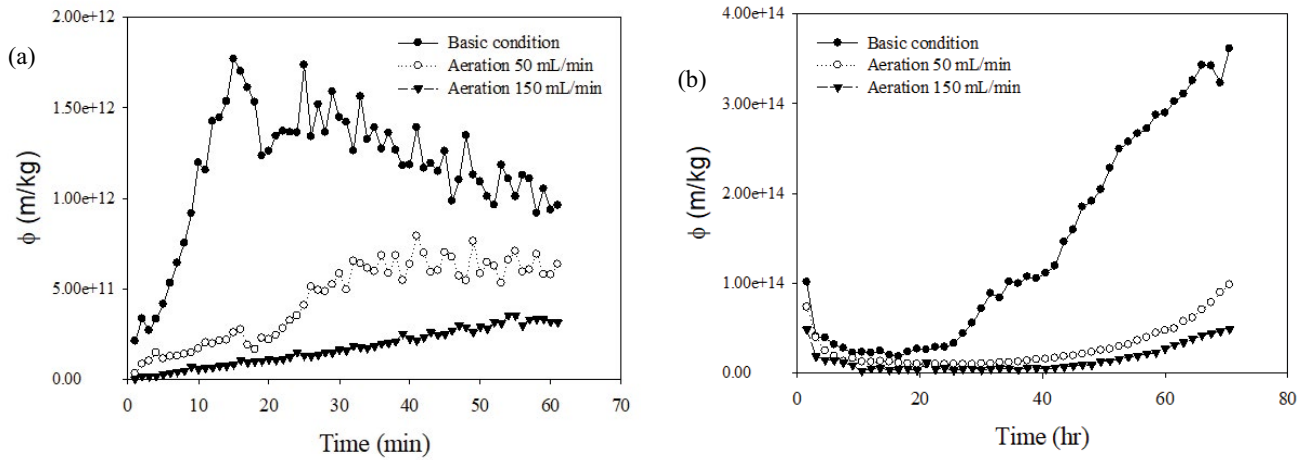 (a)
2.00e+12
1.50e+12
1.00e+12
5.00e+11
0.00
ϕ (m/kg)
Basic condition
Aeration 50 mL/min
Aeration 150 mL/min
0 10 20 30 40 50 60 70
Time (min)
(b)
4.00e+14
3.00e+14
2.00e+14
1.00e+14
0.00
ϕ (m/kg)
Basic condition
Aeration 50 mL/min
Aeration 150 mL/min
0 20 40 60 80
Time (hr)